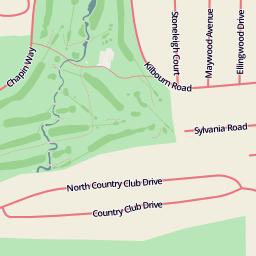 Chapin Way
Stoneleigh Court
Maywood Avenue
Ellingwood Drive
Kilbourn Road
Sylvania Road
North Country Club Drive
Country Club Drive